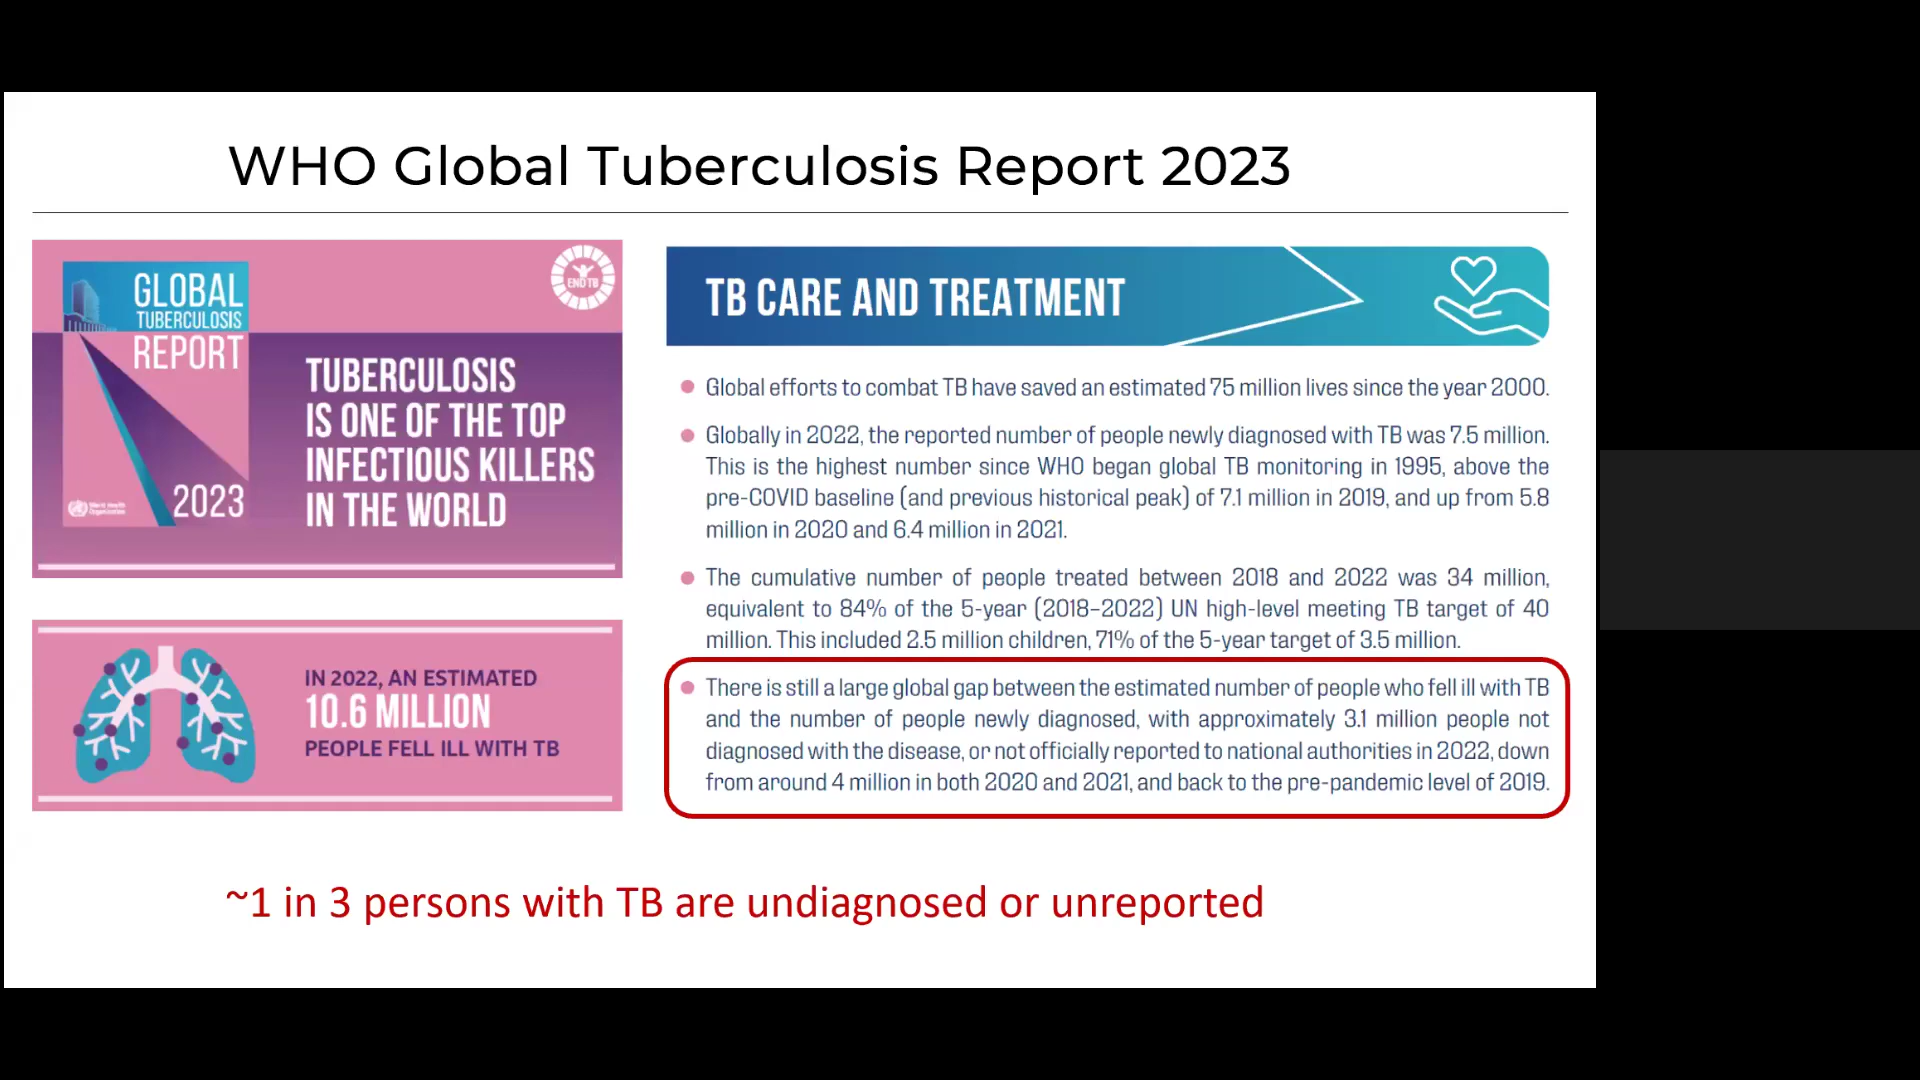 WHO Global Tuberculosis Report 2023
GLOBAL
TUBERCULOSIS
REPORT
2023
World Health
Organization
END TB
TUBERCULOSIS
IS ONE OF THE TOP
INFECTIOUS KILLERS
IN THE WORLD
IN 2022, AN ESTIMATED
10.6 MILLION
PEOPLE FELL ILL WITH TB
TB CARE AND TREATMENT
Global efforts to combat TB have saved an estimated 75 million lives since the year 2000.
Globally in 2022, the reported number of people newly diagnosed with TB was 7.5 million.
This is the highest number since WHO began global TB monitoring in 1995, above the
pre-COVID baseline (and previous historical peak) of 7.1 million in 2019, and up from 5.8
million in 2020 and 6.4 million in 2021.
The cumulative number of people treated between 2018 and 2022 was 34 million,
equivalent to 84% of the 5-year (2018–2022) UN high-level meeting TB target of 40
million. This included 2.5 million children, 71% of the 5-year target of 3.5 million.
There is still a large global gap between the estimated number of people who fell ill with TB
and the number of people newly diagnosed, with approximately 3.1 million people not
diagnosed with the disease, or not officially reported to national authorities in 2022, down
from around 4 million in both 2020 and 2021, and back to the pre-pandemic level of 2019.
~1 in 3 persons with TB are undiagnosed or unreported